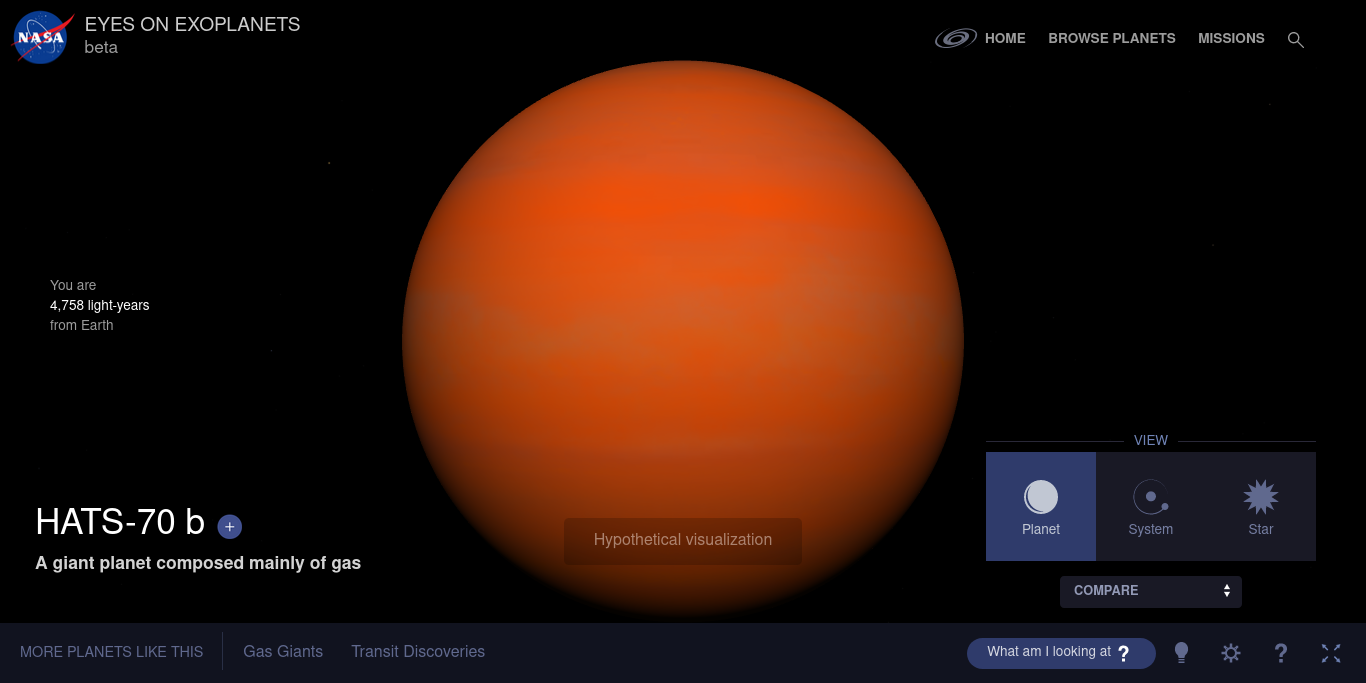 NASA
EYES ON EXOPLANETS
beta
HOME
BROWSE PLANETS
MISSIONS
You are
4,758 light-years
from Earth
VIEW
Planet
System
Star
HATS-70 b +
A giant planet composed mainly of gas
Hypothetical visualization
COMPARE
MORE PLANETS LIKE THIS
Gas Giants
Transit Discoveries
What am I looking at ?
?